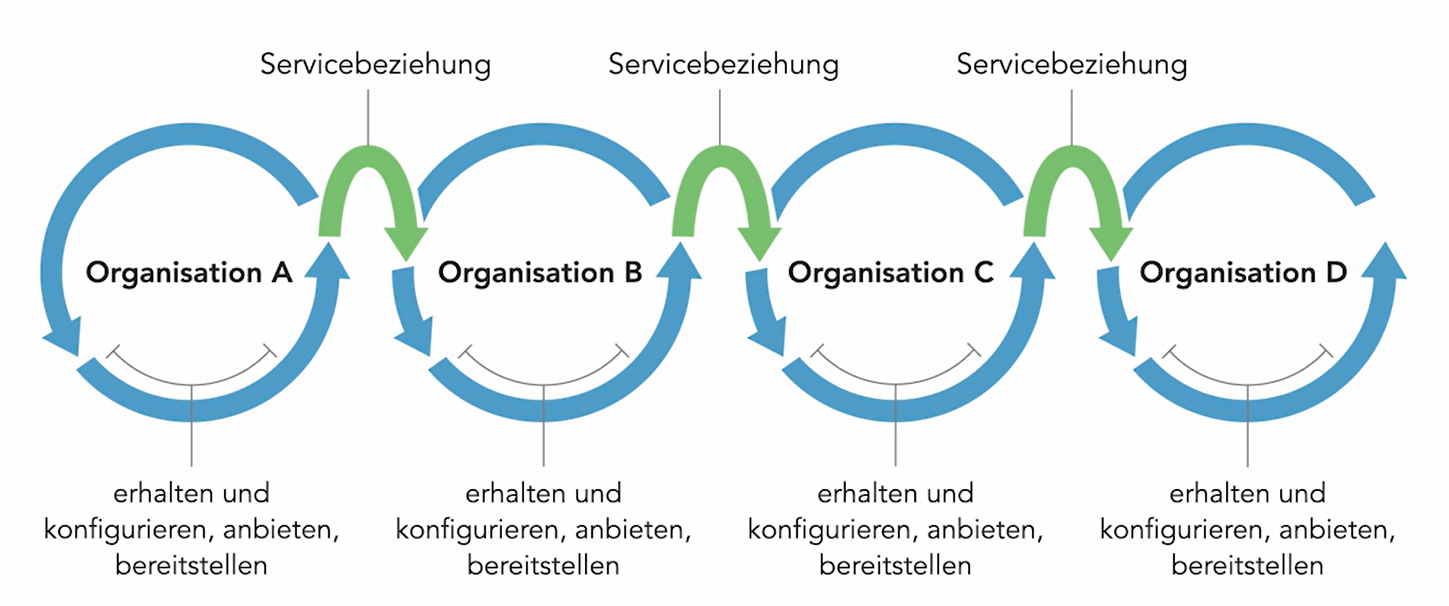 Servicebeziehung
Servicebeziehung
Servicebeziehung
Organisation A
Organisation B
Organisation C
Organisation D
erhalten und
konfigurieren, anbieten,
bereitstellen
erhalten und
konfigurieren, anbieten,
bereitstellen
erhalten und
konfigurieren, anbieten,
bereitstellen
erhalten und
konfigurieren, anbieten,
bereitstellen